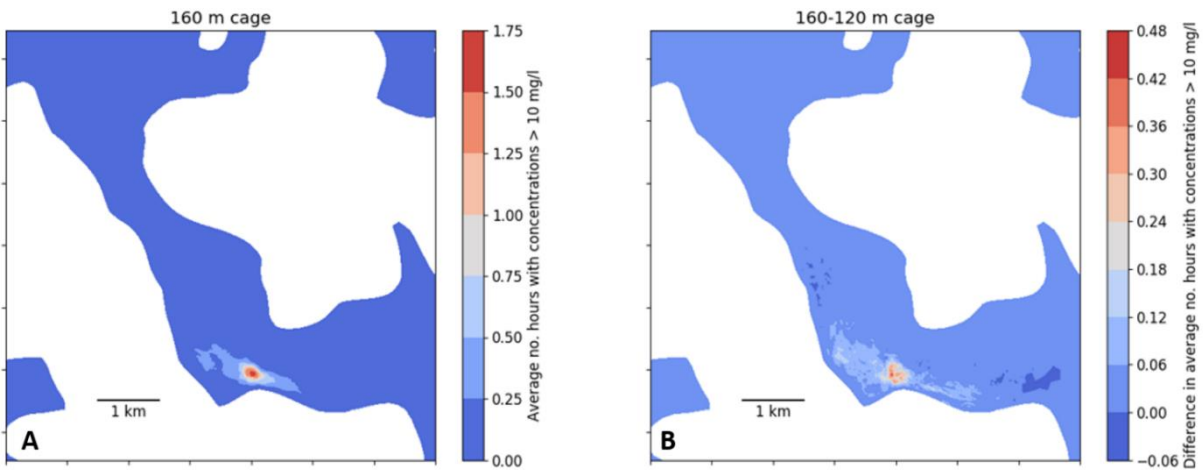 160 m cage
1.75
1.50
1.25
1.00
0.75
0.50
0.25
0.00
Average no. hours with concentrations > 10 mg/l
1 km
A
160-120 m cage
0.48
0.42
0.36
0.30
0.24
0.18
0.12
0.06
0.00
−0.06
Difference in average no. hours with concentrations > 10 mg/l
1 km
B